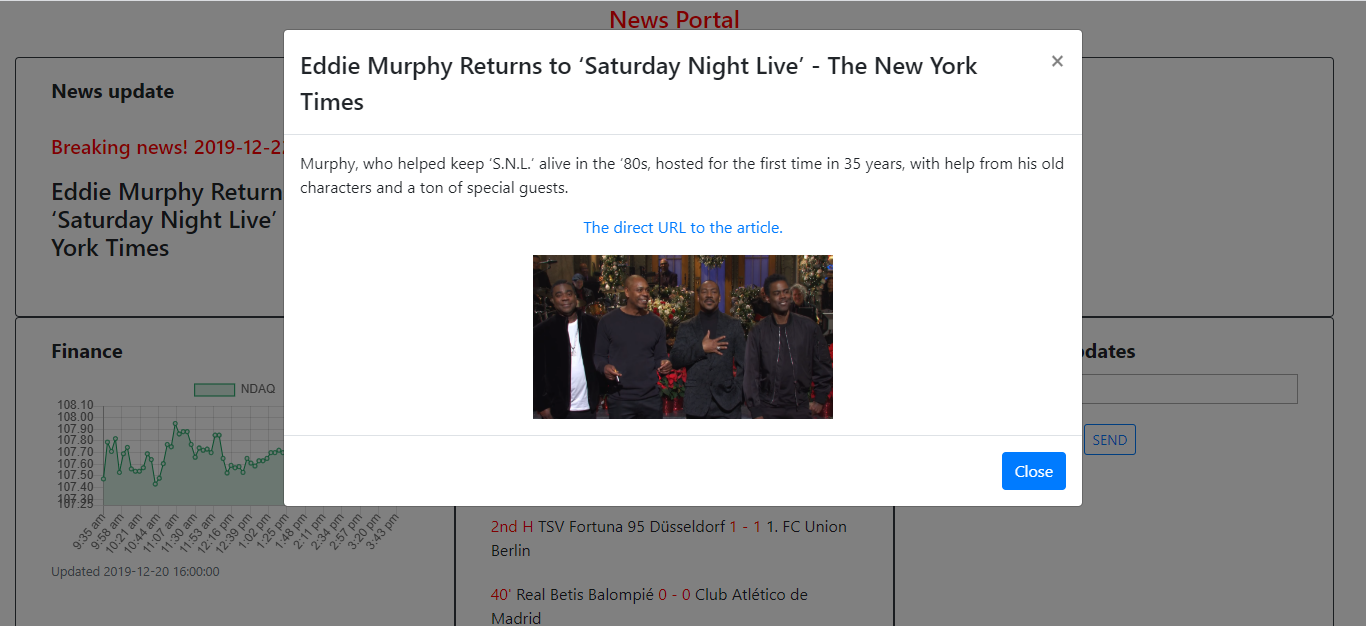 News Portal
Eddie Murphy Returns to ‘Saturday Night Live’ - The New York
Times
×
Murphy, who helped keep ‘S.N.L.’ alive in the ’80s, hosted for the first time in 35 years, with help from his old
characters and a ton of special guests.
The direct URL to the article.
Close
News update
Breaking news! 2019-12-2
Eddie Murphy Return
‘Saturday Night Live’
York Times
Finance
NDAQ
108.10
108.00
107.90
107.80
107.70
107.60
107.50
107.40
107.30
107.25
9:35 am
9:58 am
10:21 am
10:44 am
11:07 am
11:30 am
11:53 am
12:16 pm
12:39 pm
1:02 pm
1:25 pm
1:48 pm
2:11 pm
2:34 pm
2:57 pm
3:20 pm
3:43 pm
Updated 2019-12-20 16:00:00
2nd H TSV Fortuna 95 Düsseldorf 1 - 1 1. FC Union
Berlin
40' Real Betis Balompié 0 - 0 Club Atlético de
Madrid
dates
SEND